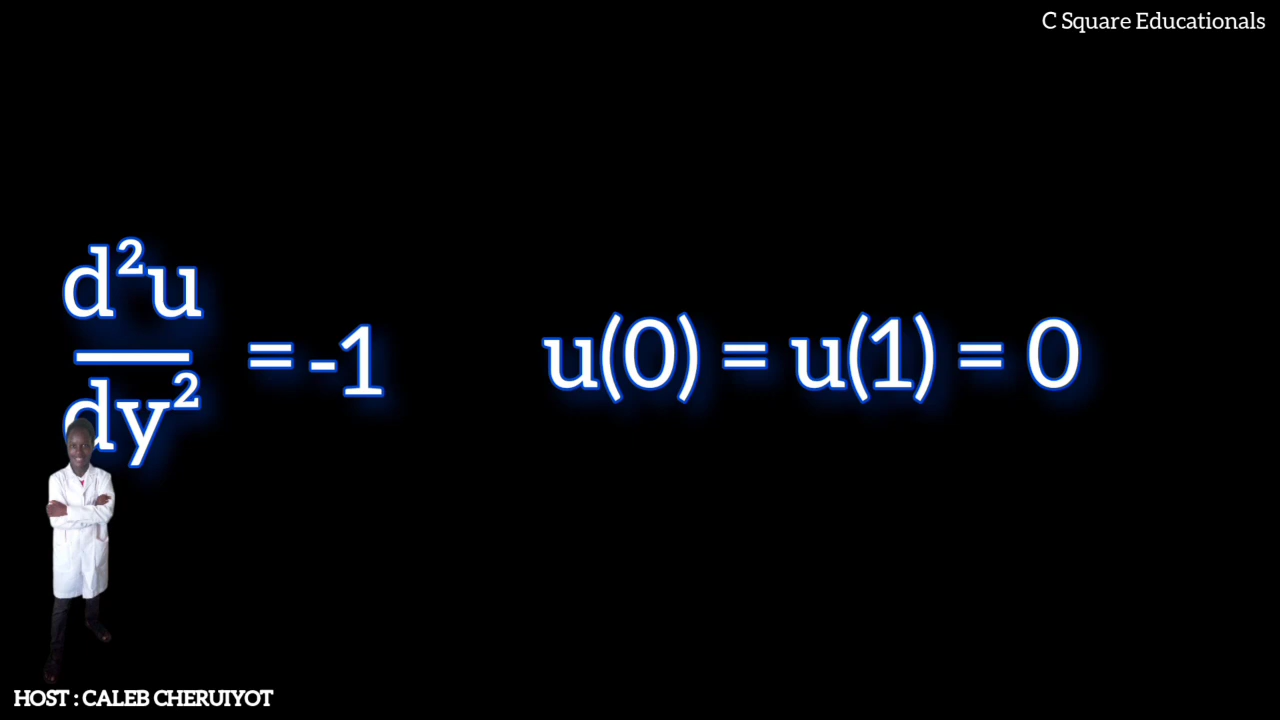 C Square Educationals
d²u
dy²
= -1
u(0) = u(1) = 0
HOST : CALEB CHERUIYOT